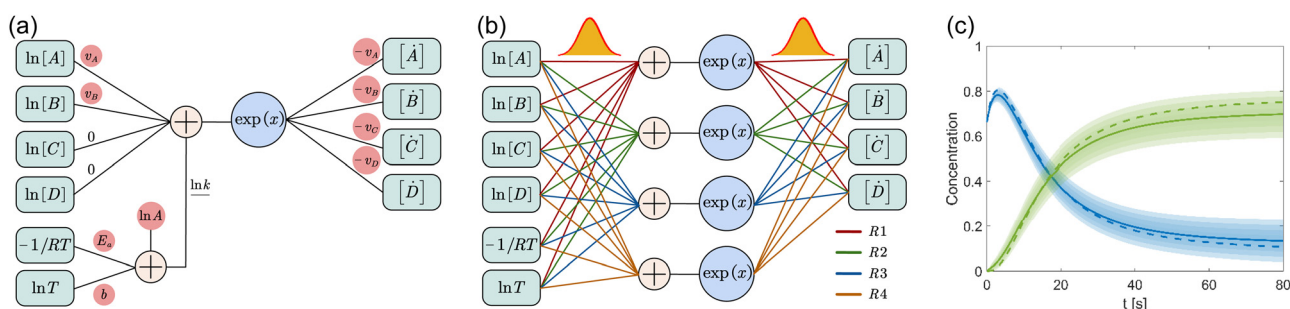 (a)
ln[A]
ln[B]
ln[C]
ln[D]
−1/RT
lnT
v_A
v_B
0
0
E_a
b
ln A
ln k
exp(x)
− v_A
− v_B
− v_C
− v_D
[Ȧ]
[Ḃ]
[Ċ]
[Ḋ]
(b)
ln[A]
ln[B]
ln[C]
ln[D]
−1/RT
lnT
exp(x)
exp(x)
exp(x)
exp(x)
[Ȧ]
[Ḃ]
[Ċ]
[Ḋ]
R1
R2
R3
R4
(c)
Concentration
1
0.8
0.6
0.4
0.2
0
0 20 40 60 80
t [s]